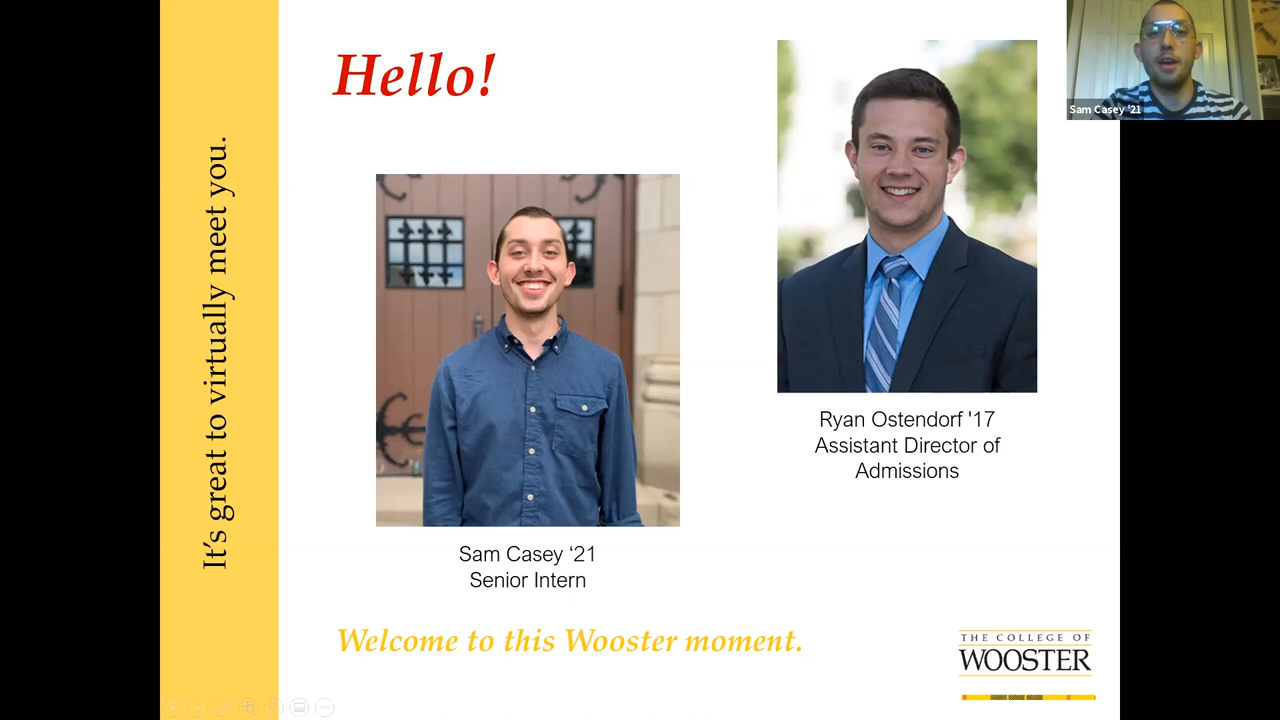 Hello!
It's great to virtually meet you.
Sam Casey '21
Ryan Ostendorf '17
Assistant Director of
Admissions
Sam Casey ‘21
Senior Intern
Welcome to this Wooster moment.
THE COLLEGE OF
WOOSTER